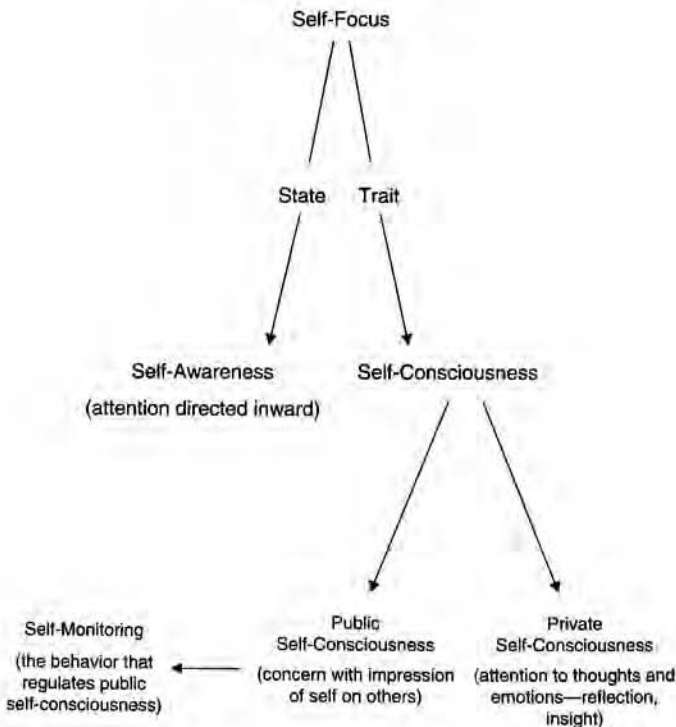 Self-Focus
State Trait
Self-Awareness
(attention directed inward)
Self-Consciousness
Self-Monitoring
(the behavior that
regulates public
self-consciousness)
Public
Self-Consciousness
(concern with impression
of self on others)
Private
Self-Consciousness
(attention to thoughts and
emotions—reflection,
insight)